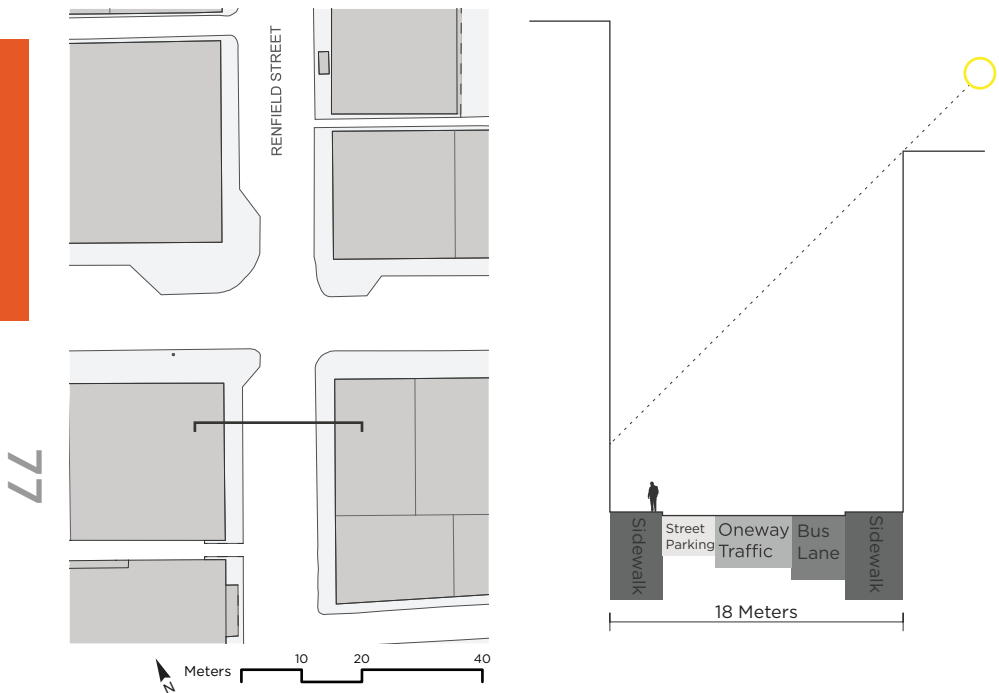 RENFIELD STREET
77
Meters
10
20
40
N
Sidewalk
Street
Parking
Oneway
Traffic
Bus
Lane
Sidewalk
18 Meters